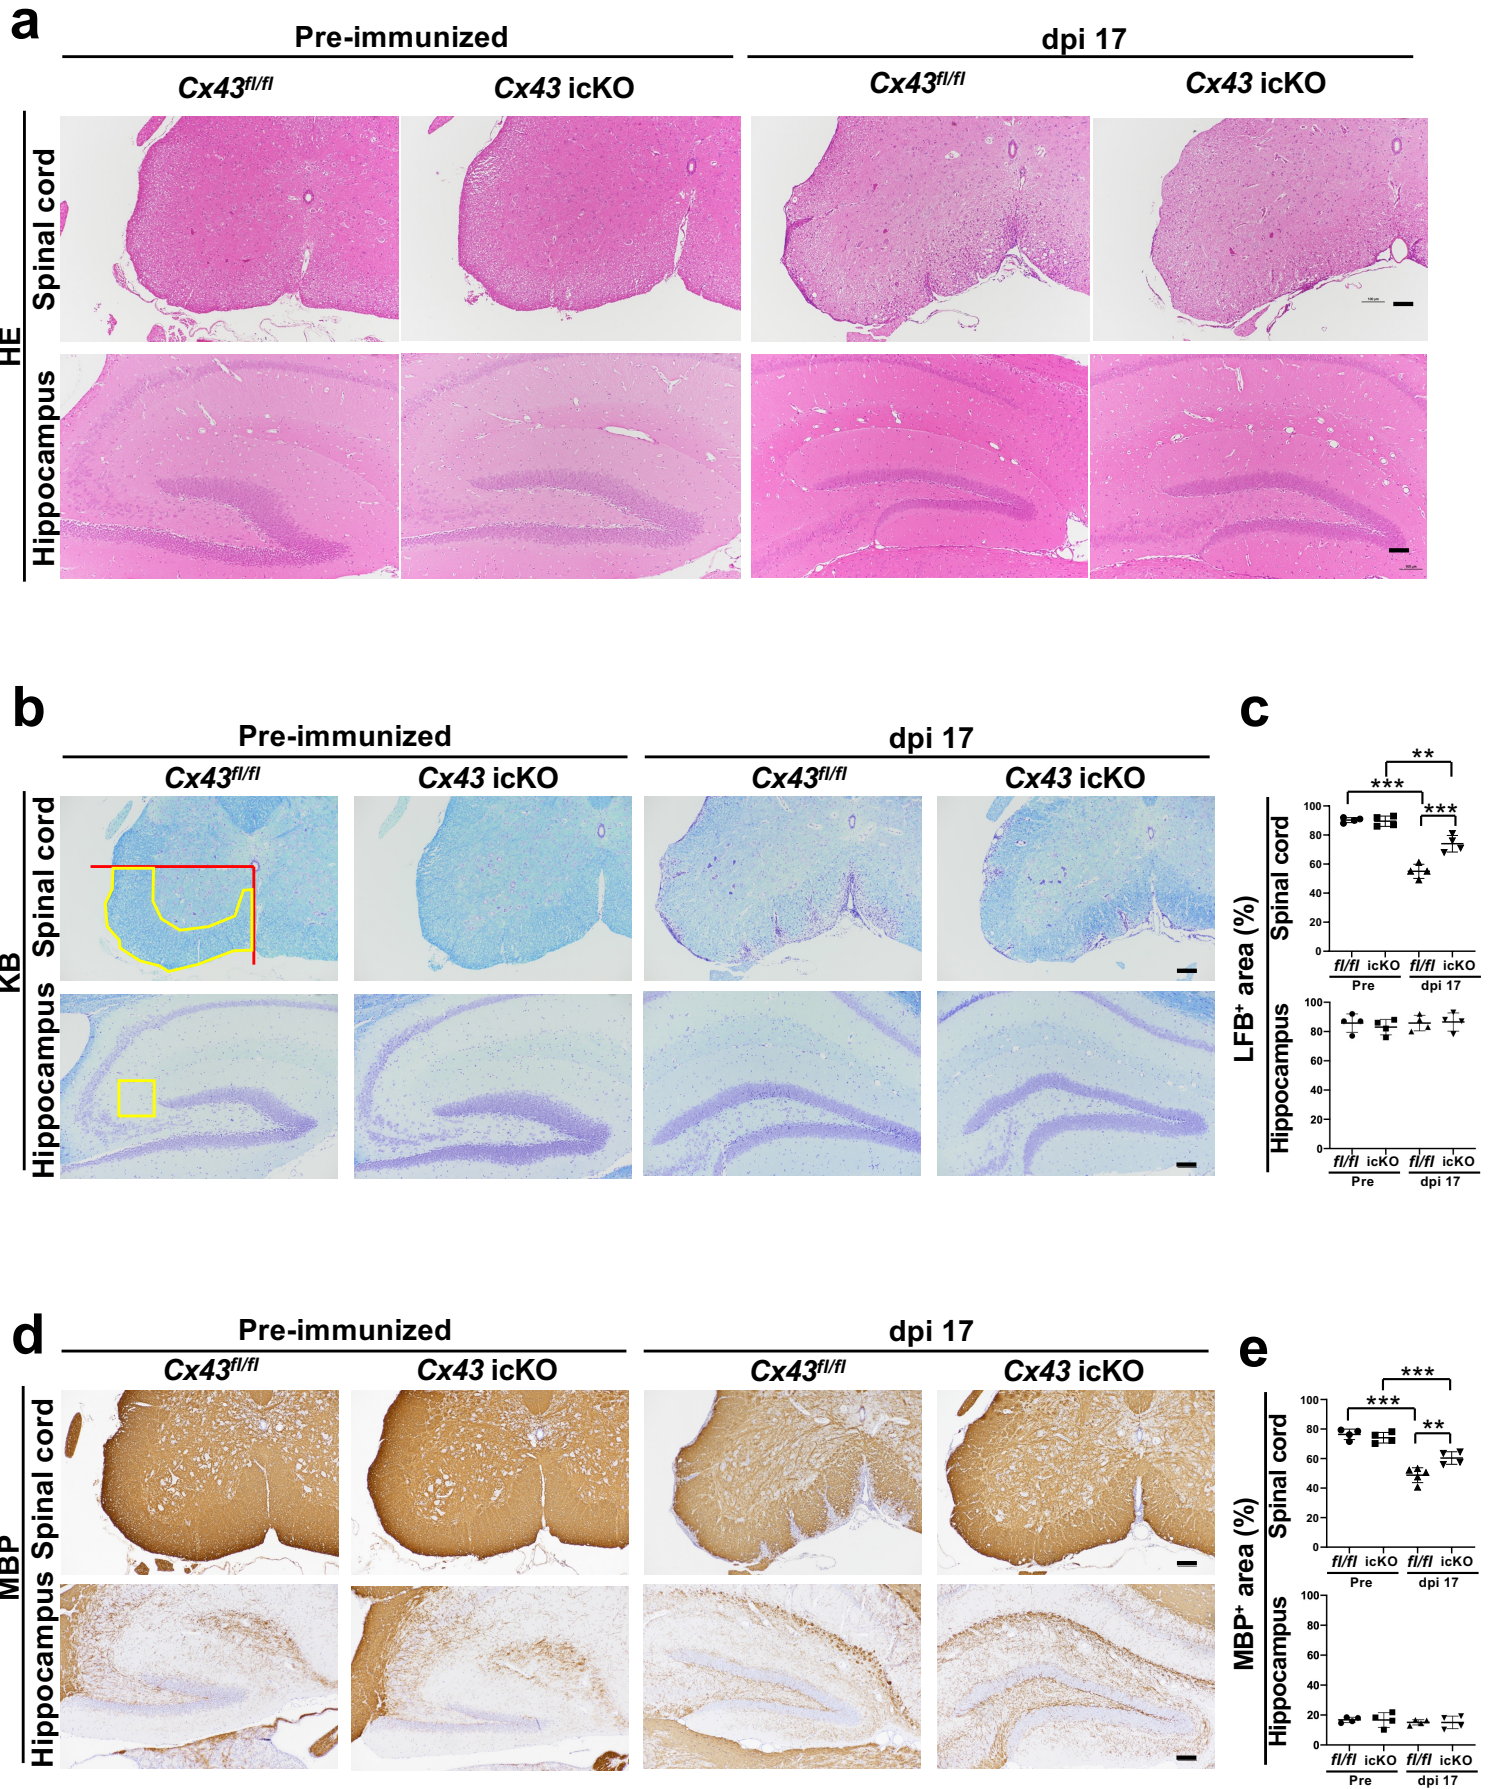 a
Pre-immunized
dpi 17
Cx43fl/fl
Cx43 icKO
Cx43fl/fl
Cx43 icKO
HE
Spinal cord
100 µm
Hippocampus
b
Pre-immunized
dpi 17
Cx43fl/fl
Cx43 icKO
Cx43fl/fl
Cx43 icKO
KB
Spinal cord
Hippocampus
c
**
***
***
LFB+ area (%)
Spinal cord
100
80
60
40
20
0
fl/fl icKO fl/fl icKO
Pre dpi 17
Hippocampus
100
80
60
40
20
0
fl/fl icKO fl/fl icKO
Pre dpi 17
d
Pre-immunized
dpi 17
Cx43fl/fl
Cx43 icKO
Cx43fl/fl
Cx43 icKO
MBP
Spinal cord
Hippocampus
e
***
***
**
MBP+ area (%)
Spinal cord
100
80
60
40
20
0
fl/fl icKO fl/fl icKO
Pre dpi 17
Hippocampus
100
80
60
40
20
0
fl/fl icKO fl/fl icKO
Pre dpi 17